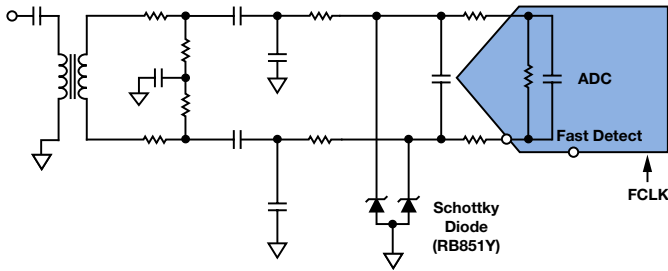 ADC
Fast Detect
FCLK
Schottky
Diode
(RB851Y)